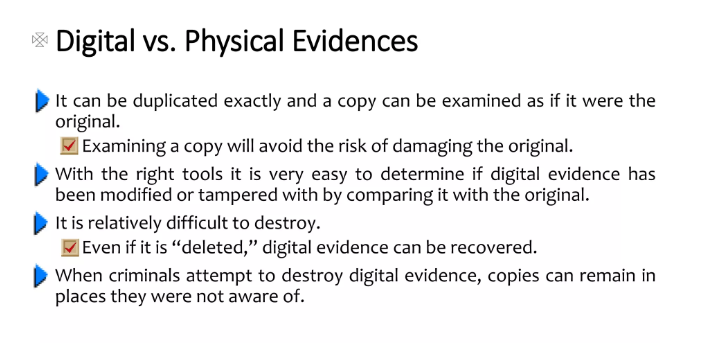 Digital vs. Physical Evidences
It can be duplicated exactly and a copy can be examined as if it were the
original.
Examining a copy will avoid the risk of damaging the original.
With the right tools it is very easy to determine if digital evidence has
been modified or tampered with by comparing it with the original.
It is relatively difficult to destroy.
Even if it is “deleted,” digital evidence can be recovered.
When criminals attempt to destroy digital evidence, copies can remain in
places they were not aware of.